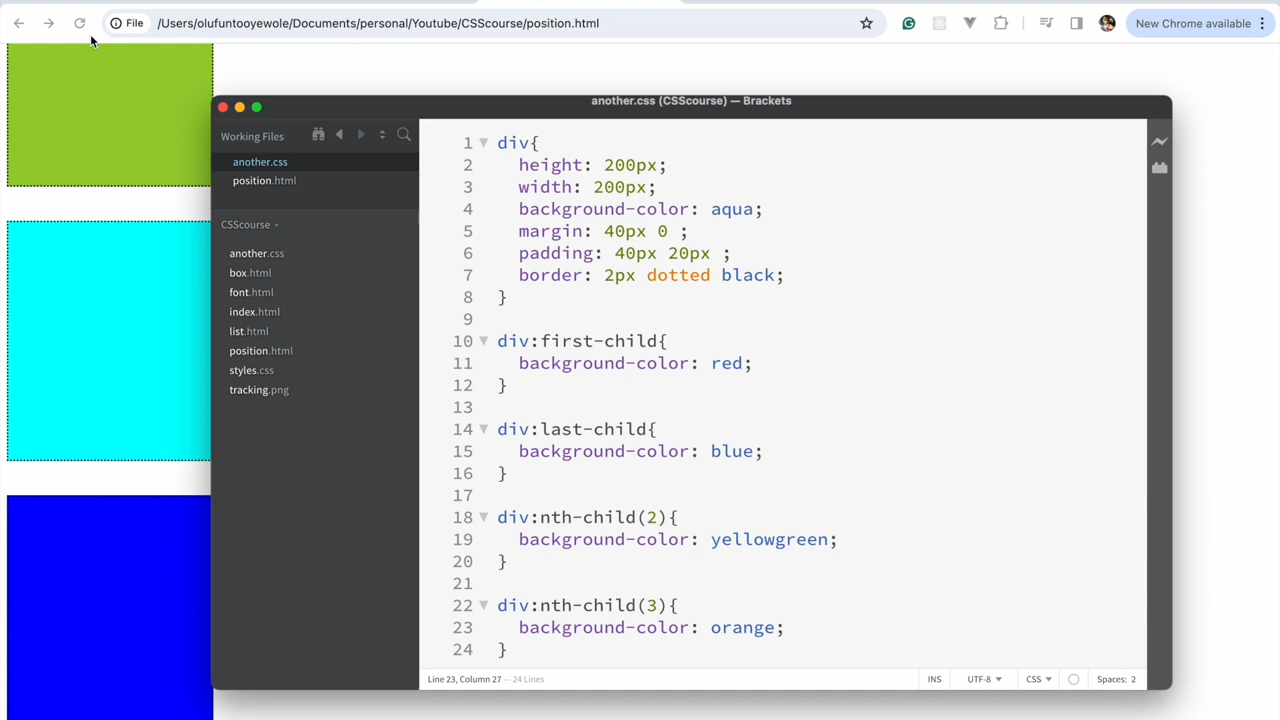 File /Users/olufuntooyewole/Documents/personal/Youtube/CSScourse/position.html New Chrome available
another.css (CSScourse) — Brackets
Working Files
another.css
position.html
CSScourse
another.css
box.html
font.html
index.html
list.html
position.html
styles.css
tracking.png
1 div{
2 height: 200px;
3 width: 200px;
4 background-color: aqua;
5 margin: 40px 0 ;
6 padding: 40px 20px ;
7 border: 2px dotted black;
8 }
9
10 div:first-child{
11 background-color: red;
12 }
13
14 div:last-child{
15 background-color: blue;
16 }
17
18 div:nth-child(2){
19 background-color: yellowgreen;
20 }
21
22 div:nth-child(3){
23 background-color: orange;
24 }
Line 23, Column 27 — 24 Lines INS UTF-8 CSS Spaces: 2